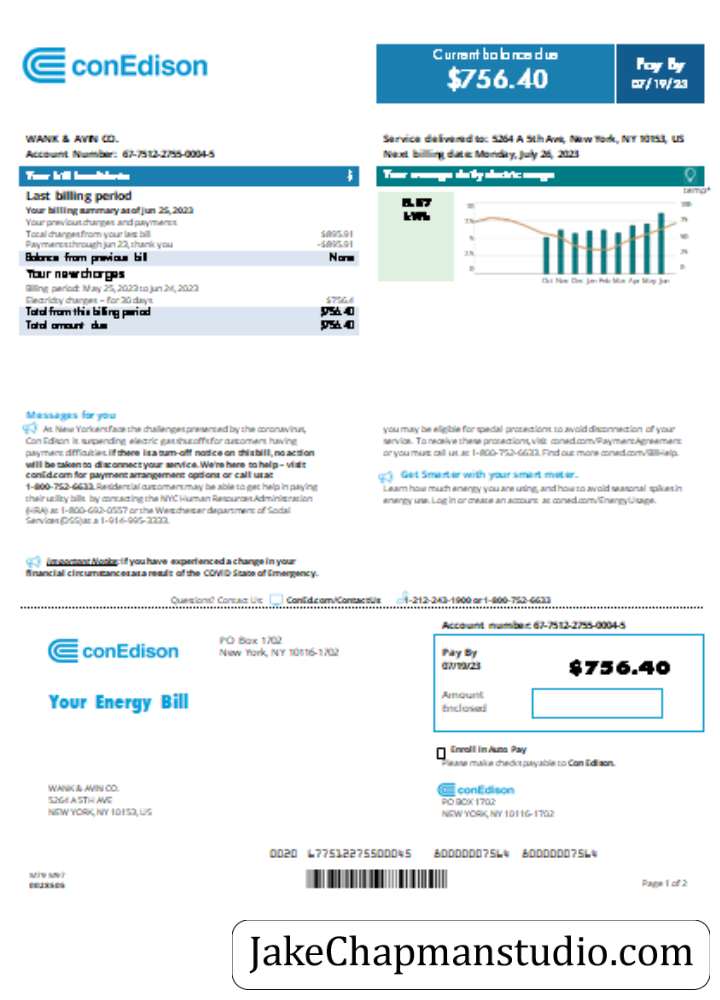 conEdison
Current balance due
$756.40
Pay By
07/19/23
WANK & AVIN CO.
Account Number: 67-7512-2755-0004-5
Service delivered to: 5264 A 5th Ave, New York, NY 10153, US
Next billing date: Monday, July 26, 2023
Your bill breakdown
$
Last billing period
Your billing summary as of Jun 25, 2023
Your previous charges and payments
Total charges from your last bill $895.91
Payments through Jun 23, thank you -$895.91
Balance from previous bill None
Your new charges
Billing period: May 25, 2023 to Jun 24, 2023
Electricity charges - for 30 days $756.4
Total from this billing period $756.40
Total amount due $756.40
Your average daily electric usage
kWh
temp°
Oct Nov Dec Jan Feb Mar Apr May Jun
Messages for you
As New Yorkers face the challenges presented by the coronavirus,
Con Edison is suspending electric gas shutoffs for customers having
payment difficulties. If there is a turn-off notice on this bill, no action
will be taken to disconnect your service. We're here to help – visit
conEd.com for payment arrangement options or call us at
1-800-752-6633. Residential customers may be able to get help in paying
their utility bills by contacting the NYC Human Resources Administration
(HRA) at 1-800-692-0557 or the Westchester department of Social
Services (DSS) as a 1-914-995-3333.
you may be eligible for special protections to avoid disconnection of your
service. To receive these protections, visit coned.com/PaymentAgreement
or you must call us at: 1-800-752-6633. Find out more coned.com/BillHelp.
Get Smarter with your smart meter.
Learn how much energy you are using, and how to avoid seasonal spikes in
energy use. Log in or create an account at coned.com/EnergyUsage.
Important Notice: If you have experienced a change in your
financial circumstances as a result of the COVID State of Emergency.
Questions? Contact Us: ConEd.com/ContactUs 1-212-243-1900 or 1-800-752-6633
Account number: 67-7512-2755-0004-5
conEdison
PO Box 1702
New York, NY 10116-1702
Pay By
07/19/23
$756.40
Amount
Enclosed
Your Energy Bill
Enroll in Auto Pay
Please make checks payable to Con Edison.
WANK & AVIN CO.
5264 A 5TH AVE
NEW YORK, NY 10153, US
conEdison
PO BOX 1702
NEW YORK, NY 10116-1702
0020 677512275500045 80000007564 80000007564
Page 1 of 2
JakeChapmanstudio.com